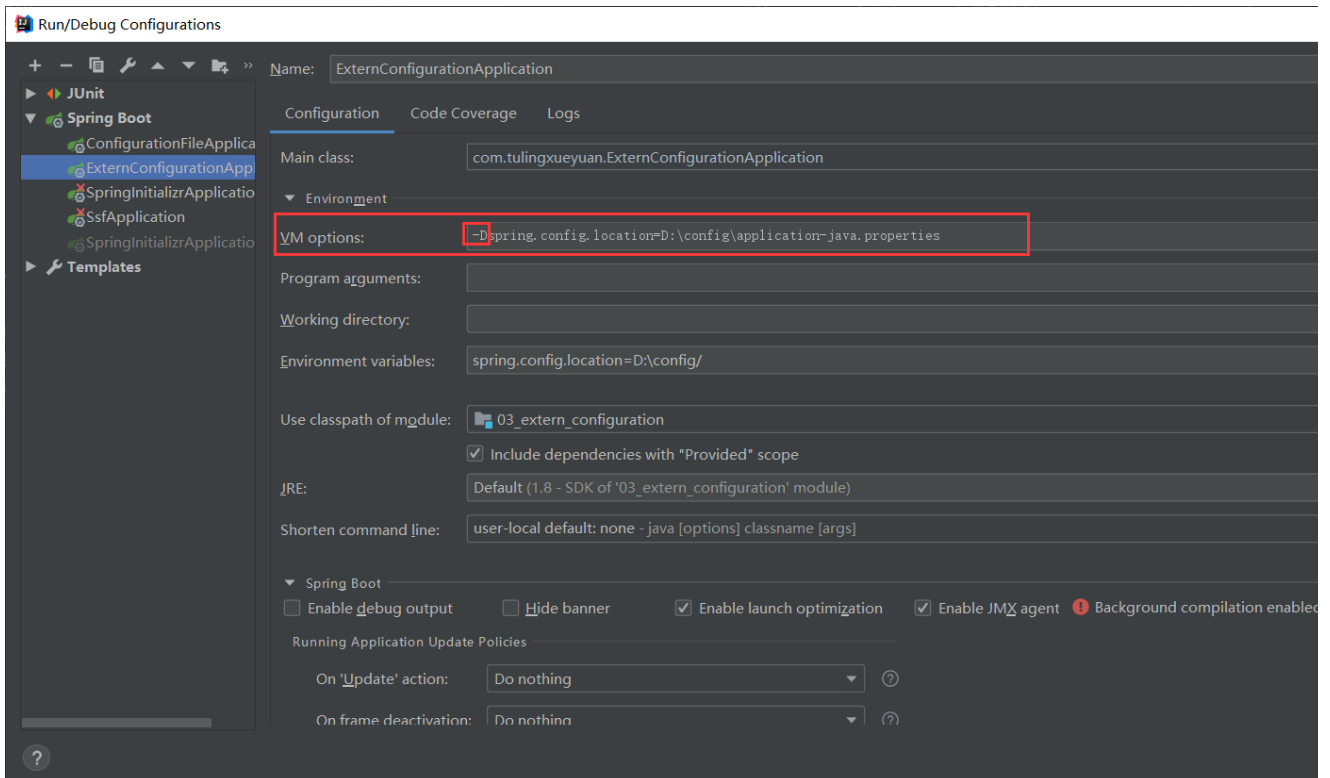 Run/Debug Configurations
Name: ExternConfigurationApplication
JUnit
Spring Boot
ConfigurationFileApplica
ExternConfigurationAppl
SpringInitializrApplicatio
SsfApplication
SpringInitializrApplicatio
Templates
Configuration Code Coverage Logs
Main class: com.tulingxueyuan.ExternConfigurationApplication
Environment
VM options: -Dspring.config.location=D:\config\application-java.properties
Program arguments:
Working directory:
Environment variables: spring.config.location=D:\config/
Use classpath of module: 03_extern_configuration
Include dependencies with "Provided" scope
JRE: Default (1.8 - SDK of '03_extern_configuration' module)
Shorten command line: user-local default: none - java [options] classname [args]
Spring Boot
Enable debug output Hide banner Enable launch optimization Enable JMX agent Background compilation enabled
Running Application Update Policies
On 'Update' action: Do nothing
On frame deactivation: Do nothing